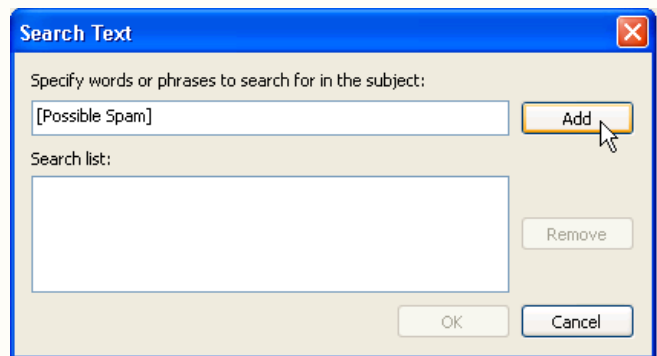 Search Text
Specify words or phrases to search for in the subject:
[Possible Spam]
Add
Search list:
Remove
OK
Cancel